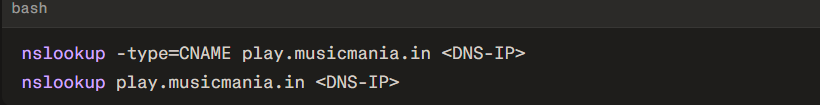 bash
nslookup -type=CNAME play.musicmania.in <DNS-IP>
nslookup play.musicmania.in <DNS-IP>